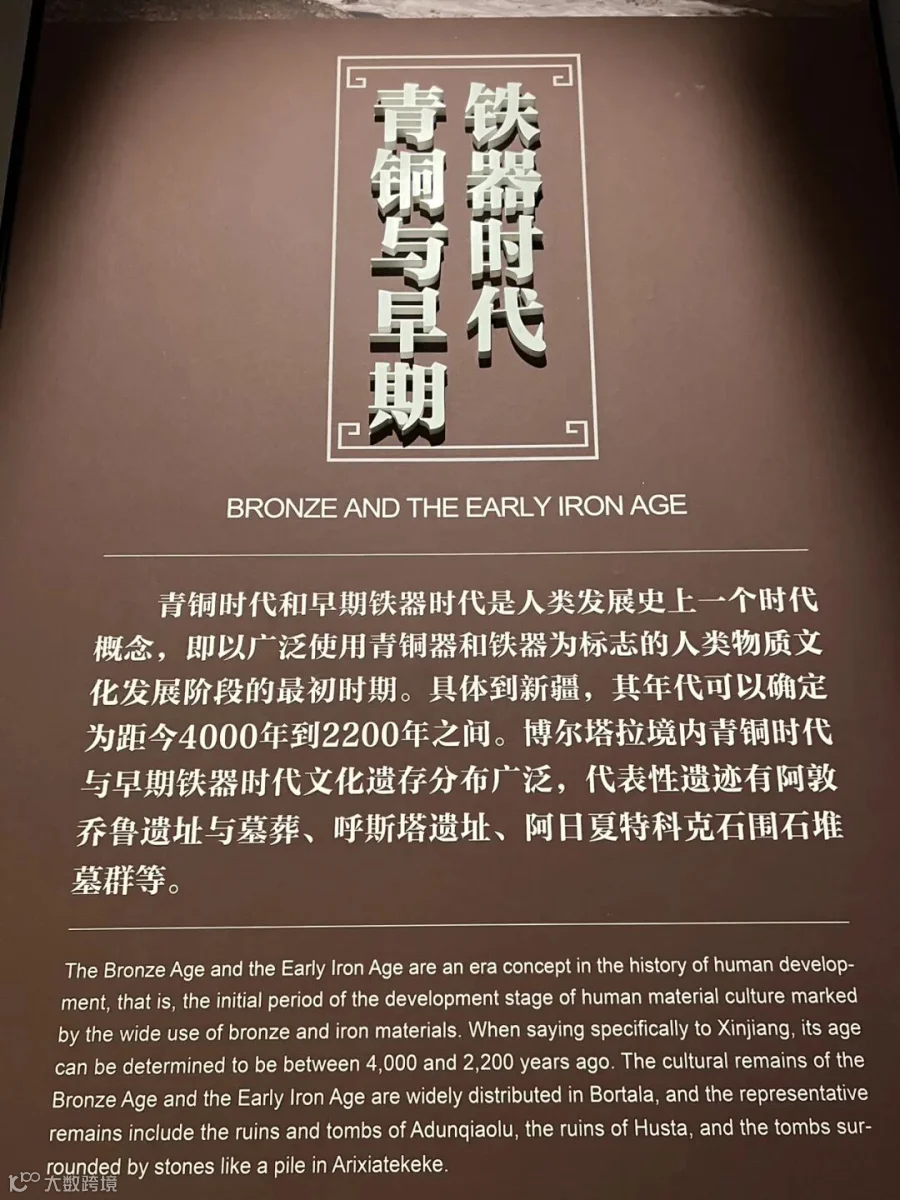 青铜与早期
铁器时代
BRONZE AND THE EARLY IRON AGE
青铜时代和早期铁器时代是人类发展史上一个时代
概念，即以广泛使用青铜器和铁器为标志的人类物质文
化发展阶段的最初时期。具体到新疆，其年代可以确定
为距今4000年到2200年之间。博尔塔拉境内青铜时代
与早期铁器时代文化遗存分布广泛，代表性遗迹有阿敦
乔鲁遗址与墓葬、呼斯塔遗址、阿日夏特科克石围石堆
墓群等。
The Bronze Age and the Early Iron Age are an era concept in the history of human develop-
ment, that is, the initial period of the development stage of human material culture marked
by the wide use of bronze and iron materials. When saying specifically to Xinjiang, its age
can be determined to be between 4,000 and 2,200 years ago. The cultural remains of the
Bronze Age and the Early Iron Age are widely distributed in Bortala, and the representative
remains include the ruins and tombs of Adunqiaolu, the ruins of Husta, and the tombs sur-
rounded by stones like a pile in Arixiatekeke.
大数跨境